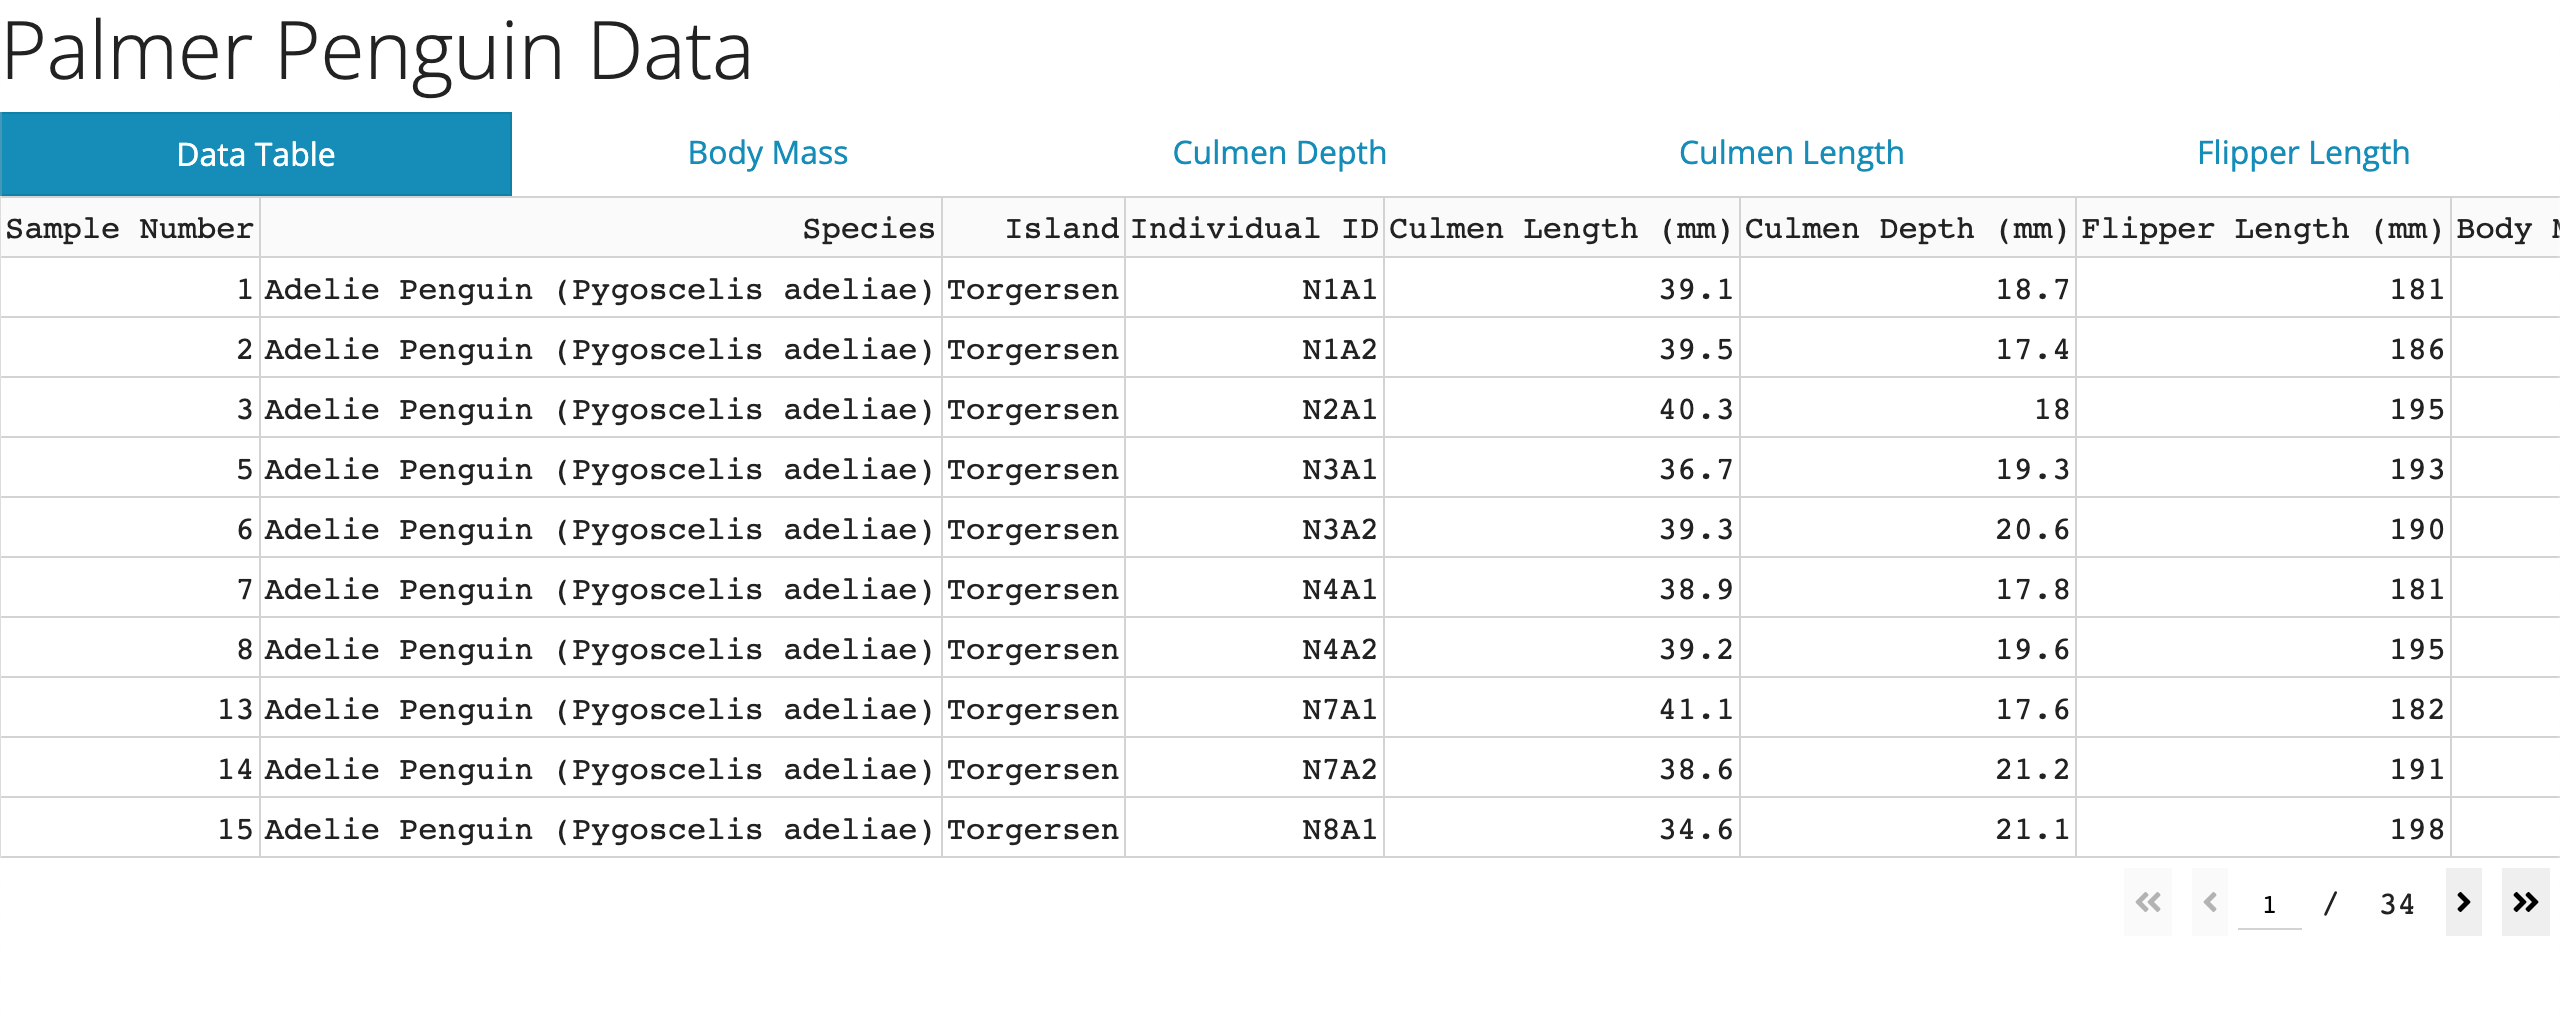 Palmer Penguin Data
Data Table Body Mass Culmen Depth Culmen Length Flipper Length
Sample Number Species Island Individual ID Culmen Length (mm) Culmen Depth (mm) Flipper Length (mm) Body
1 Adelie Penguin (Pygoscelis adeliae) Torgersen N1A1 39.1 18.7 181
2 Adelie Penguin (Pygoscelis adeliae) Torgersen N1A2 39.5 17.4 186
3 Adelie Penguin (Pygoscelis adeliae) Torgersen N2A1 40.3 18 195
5 Adelie Penguin (Pygoscelis adeliae) Torgersen N3A1 36.7 19.3 193
6 Adelie Penguin (Pygoscelis adeliae) Torgersen N3A2 39.3 20.6 190
7 Adelie Penguin (Pygoscelis adeliae) Torgersen N4A1 38.9 17.8 181
8 Adelie Penguin (Pygoscelis adeliae) Torgersen N4A2 39.2 19.6 195
13 Adelie Penguin (Pygoscelis adeliae) Torgersen N7A1 41.1 17.6 182
14 Adelie Penguin (Pygoscelis adeliae) Torgersen N7A2 38.6 21.2 191
15 Adelie Penguin (Pygoscelis adeliae) Torgersen N8A1 34.6 21.1 198
1 / 34